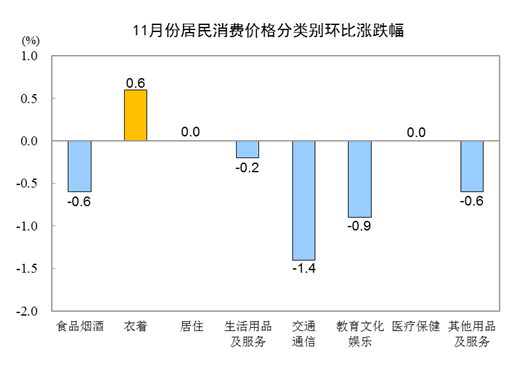 11月份居民消费价格分类别环比涨跌幅
(%)
1.0
0.5
0.0
-0.5
-1.0
-1.5
-2.0
-0.6
0.6
0.0
-0.2
-1.4
-0.9
0.0
-0.6
食品烟酒
衣着
居住
生活用品
及服务
交通
通信
教育文化
娱乐
医疗保健
其他用品
及服务